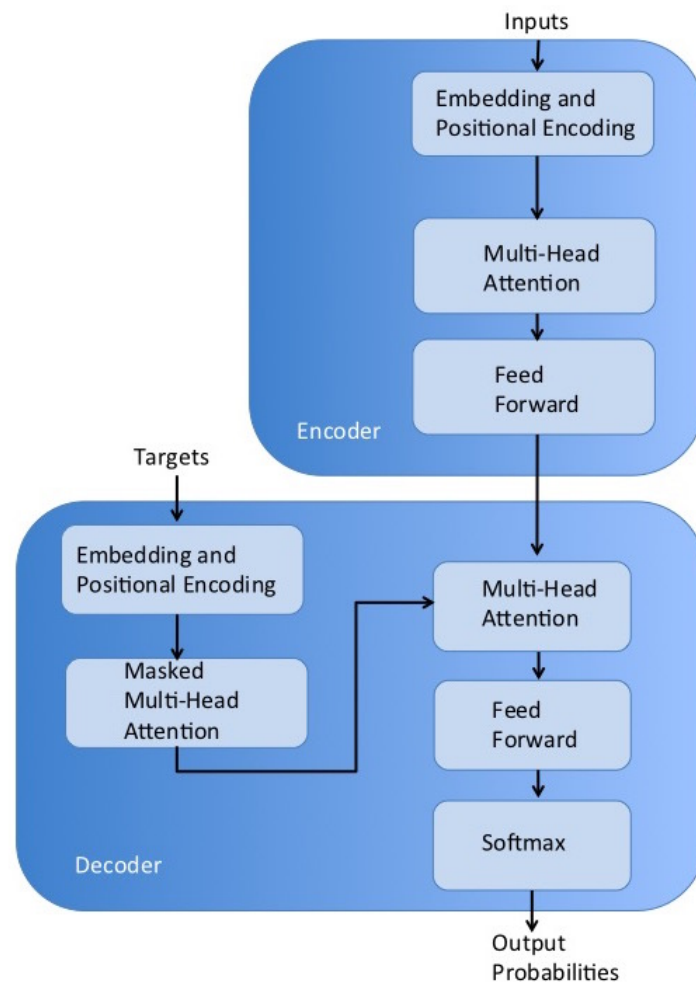 Inputs
Embedding and
Positional Encoding
Multi-Head
Attention
Feed
Forward
Encoder
Targets
Embedding and
Positional Encoding
Masked
Multi-Head
Attention
Multi-Head
Attention
Feed
Forward
Softmax
Decoder
Output
Probabilities